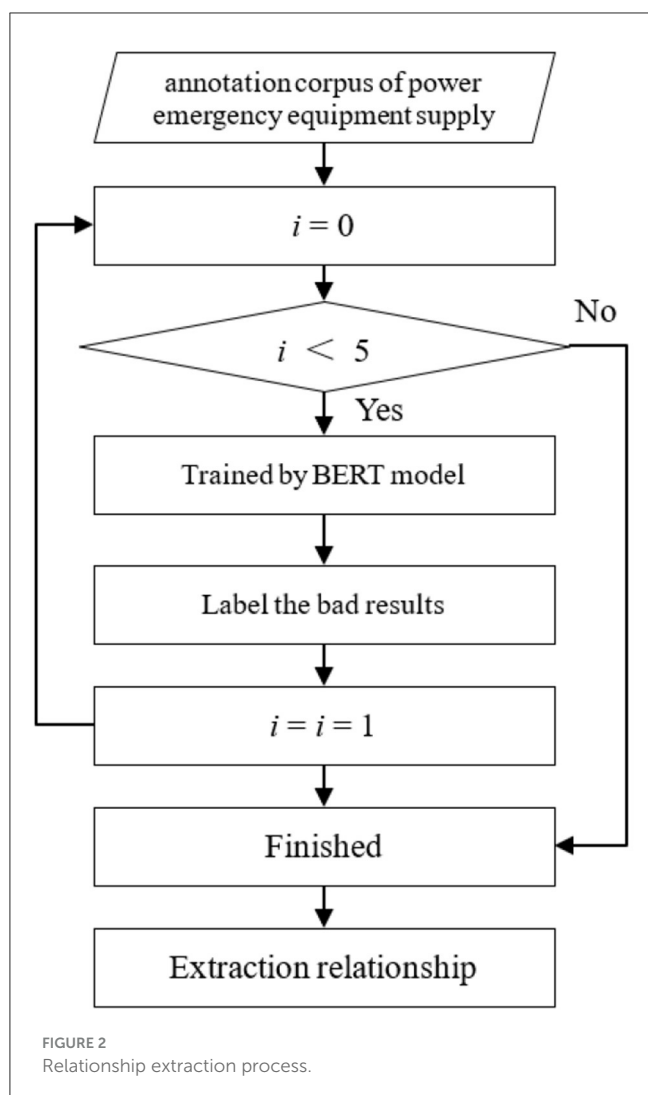 annotation corpus of power
emergency equipment supply
i = 0
i < 5
No
Yes
Trained by BERT model
Label the bad results
i = i = 1
Finished
Extraction relationship
FIGURE 2
Relationship extraction process.